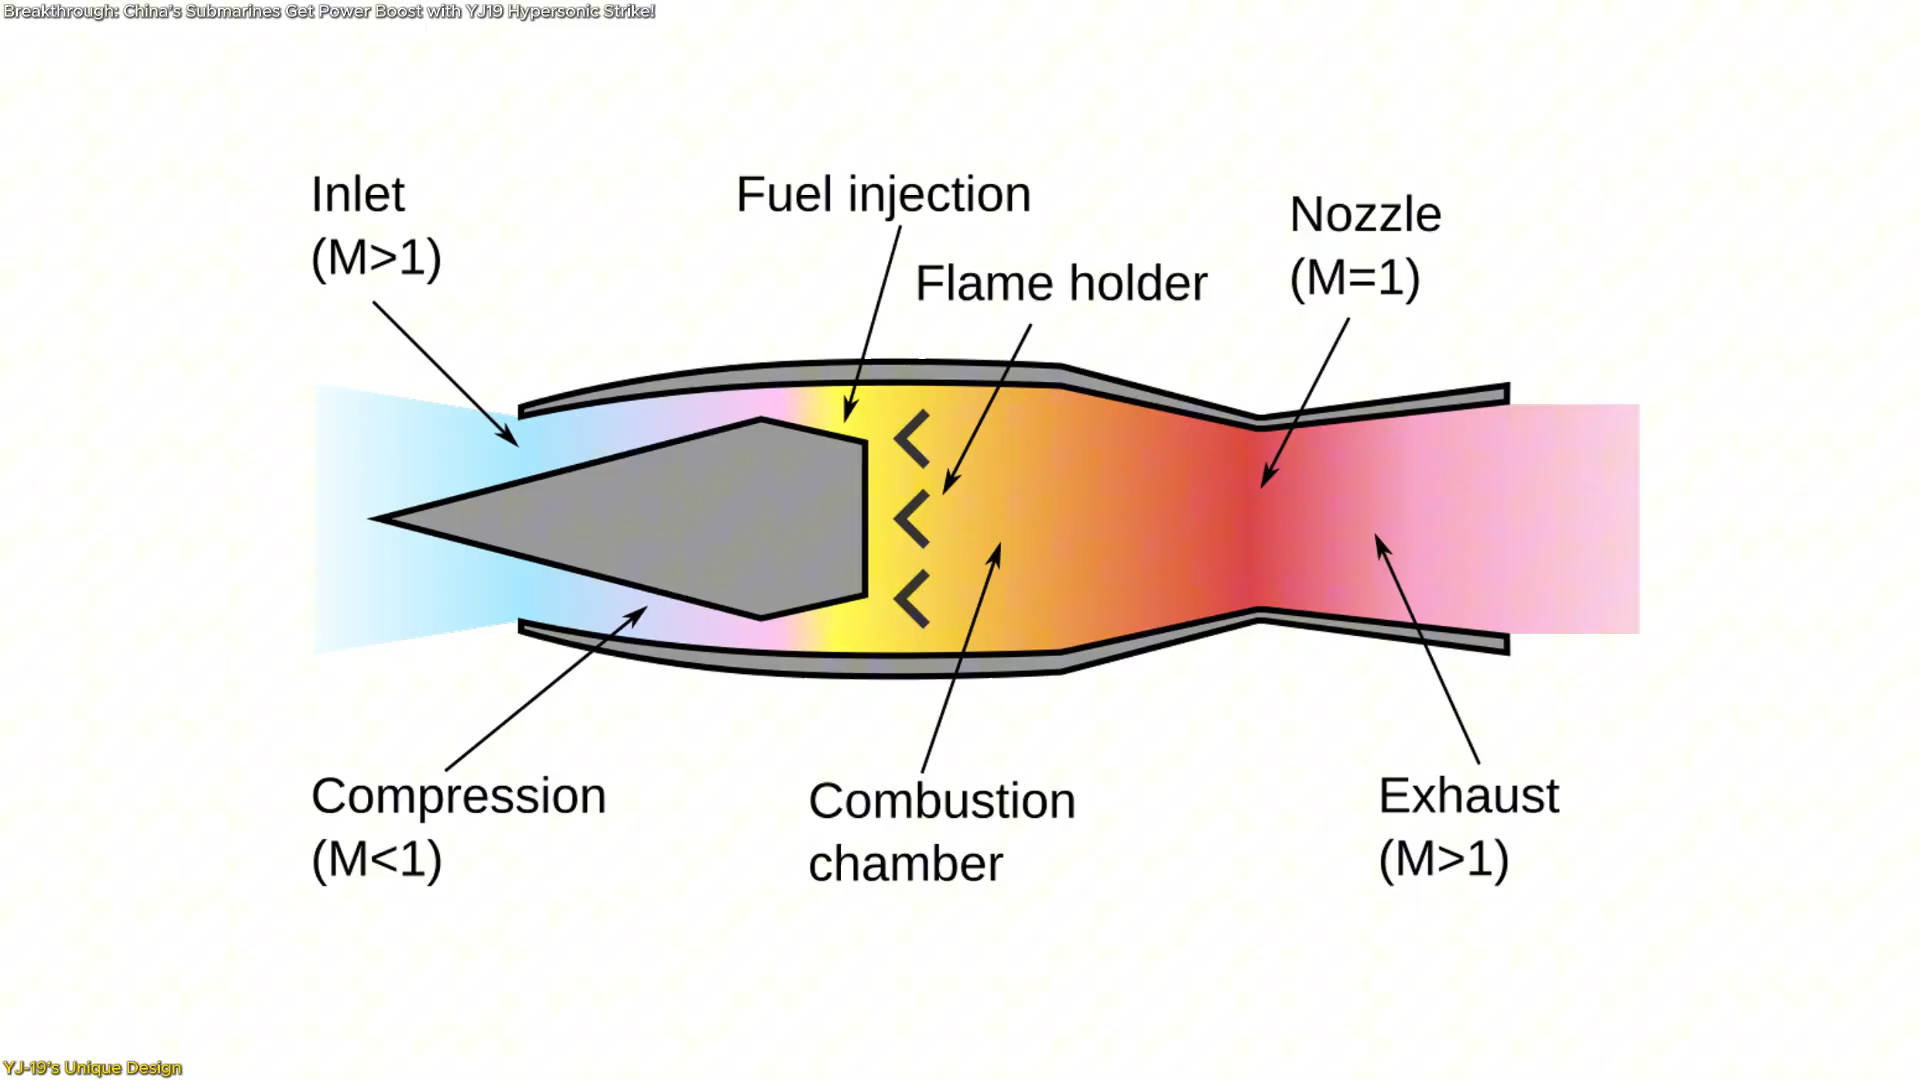 Breakthrough: China's Submarines Get Power Boost with YJ19 Hypersonic Strike!
Inlet
(M>1)
Fuel injection
Flame holder
Nozzle
(M=1)
Compression
(M<1)
Combustion
chamber
Exhaust
(M>1)
YJ-19's Unique Design